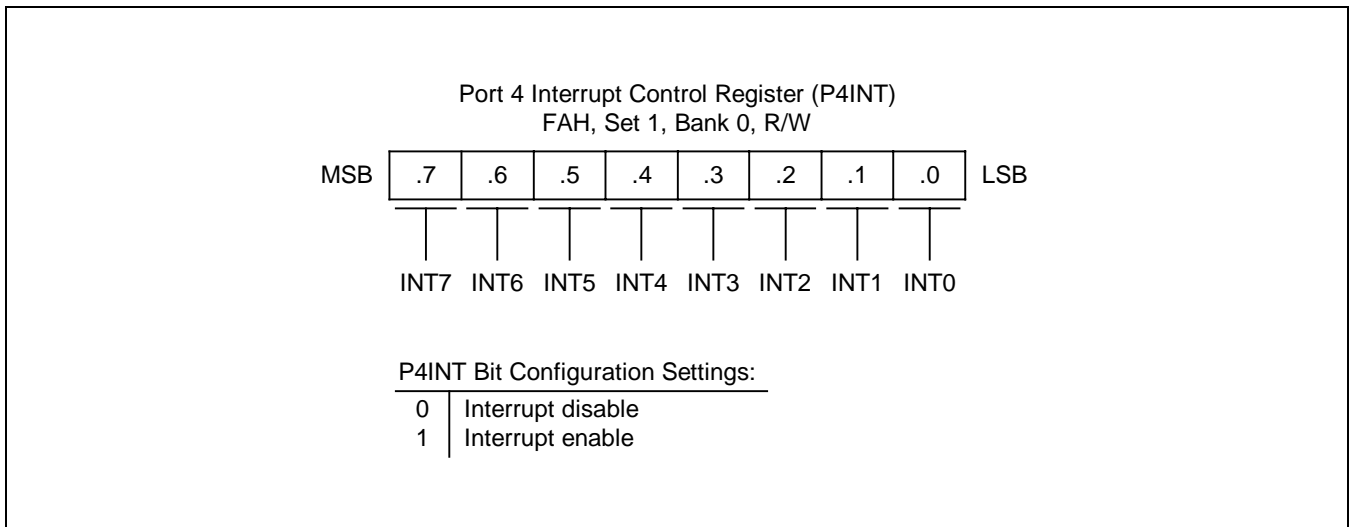 Port 4 Interrupt Control Register (P4INT)
FAH, Set 1, Bank 0, R/W
MSB .7 .6 .5 .4 .3 .2 .1 .0 LSB
INT7 INT6 INT5 INT4 INT3 INT2 INT1 INT0
P4INT Bit Configuration Settings:
0 Interrupt disable
1 Interrupt enable